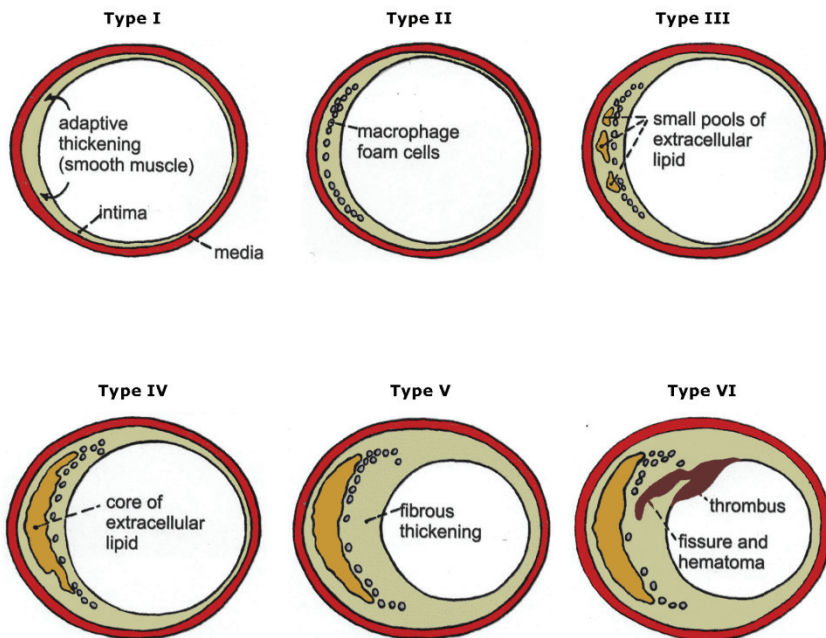 Type I
Type II
Type III
adaptive
thickening
(smooth muscle)
intima
media
macrophage
foam cells
small pools of
extracellular
lipid
Type IV
Type V
Type VI
core of
extracellular
lipid
fibrous
thickening
thrombus
fissure and
hematoma